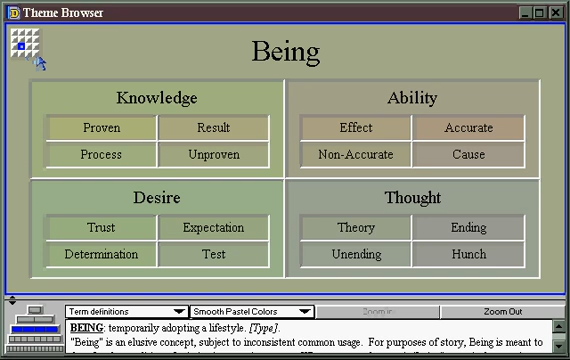 Theme Browser
Being
Knowledge
Proven Result
Process Unproven
Ability
Effect Accurate
Non-Accurate Cause
Desire
Trust Expectation
Determination Test
Thought
Theory Ending
Unending Hunch
Term definitions Smooth Pastel Colors Zoom in Zoom Out
BEING: temporarily adopting a lifestyle. [Type].
"Being" is an elusive concept, subject to inconsistent common usage. For purposes of story, Being is meant to